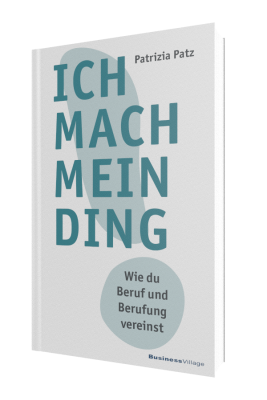 Patrizia Patz
ICH
MACH
MEIN
DING
Wie du
Beruf und
Berufung
vereinst
BusinessVillage